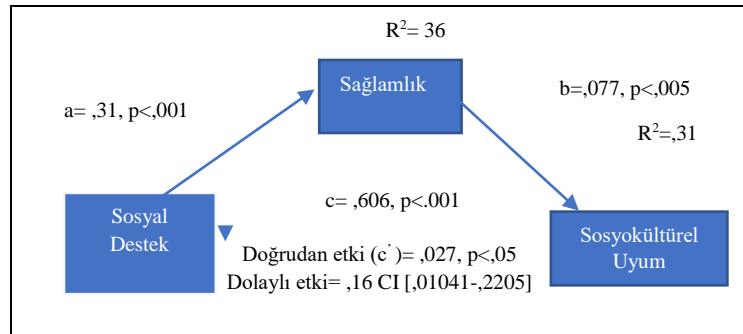 R²= 36
Sağlamlık
b=,077, p<,005
a= ,31, p<,001
R²=,31
c= ,606, p<.001
Sosyal
Destek
Sosyokültürel
Uyum
Doğrudan etki (c’)= ,027, p<,05
Dolaylı etki= ,16 CI [,01041-,2205]